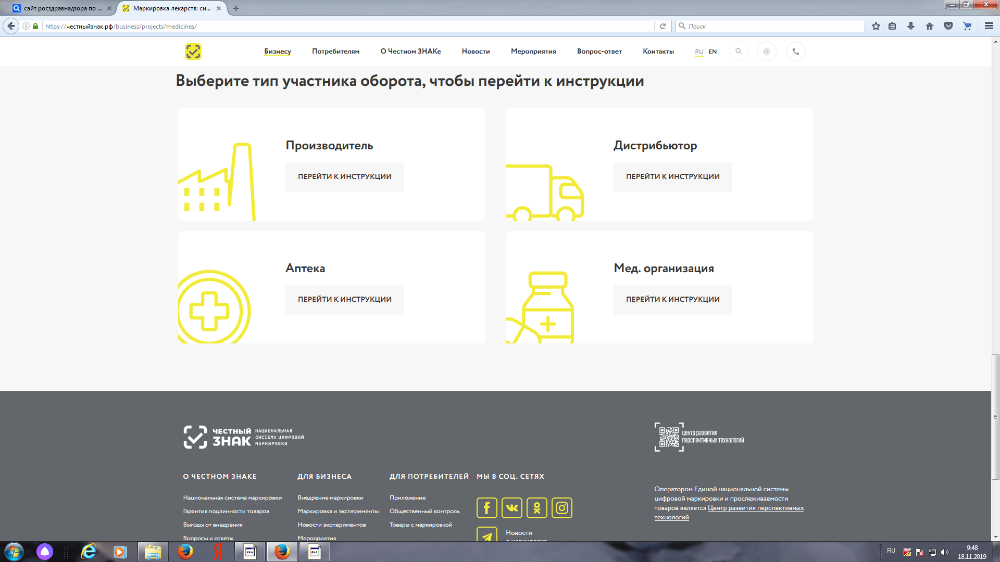 сайт росздравнадзора по ...
Маркировка лекарств: си...
https://честныйзнак.рф/business/projects/medicines/
Поиск
Бизнесу
Потребителям
О Честном ЗНАКе
Новости
Мероприятия
Вопрос-ответ
Контакты
RU | EN
Выберите тип участника оборота, чтобы перейти к инструкции
Производитель
ПЕРЕЙТИ К ИНСТРУКЦИИ
Дистрибьютор
ПЕРЕЙТИ К ИНСТРУКЦИИ
Аптека
ПЕРЕЙТИ К ИНСТРУКЦИИ
Мед. организация
ПЕРЕЙТИ К ИНСТРУКЦИИ
ЧЕСТНЫЙ
ЗНАК
НАЦИОНАЛЬНАЯ
СИСТЕМА ЦИФРОВОЙ
МАРКИРОВКИ
центр развития
перспективных технологий
О ЧЕСТНОМ ЗНАКЕ
Национальная система маркировки
Гарантия подлинности товаров
Выгоды от внедрения
Вопросы и ответы
ДЛЯ БИЗНЕСА
Внедрение маркировки
Маркировка и эксперименты
Новости экспериментов
Мероприятия
ДЛЯ ПОТРЕБИТЕЛЕЙ
Приложение
Общественный контроль
Товары с маркировкой
МЫ В СОЦ. СЕТЯХ
Новости
о маркировке
Оператором Единой национальной системы
цифровой маркировки и прослеживаемости
товаров является Центр развития перспективных
технологий
RU
9:48
18.11.2019